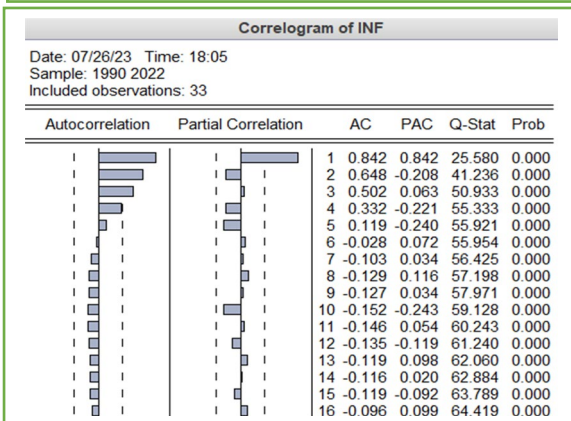 Correlogram of INF
Date: 07/26/23 Time: 18:05
Sample: 1990 2022
Included observations: 33
Autocorrelation Partial Correlation AC PAC Q-Stat Prob
1 0.842 0.842 25.580 0.000
2 0.648 -0.208 41.236 0.000
3 0.502 0.063 50.933 0.000
4 0.332 -0.221 55.333 0.000
5 0.119 -0.240 55.921 0.000
6 -0.028 0.072 55.954 0.000
7 -0.103 0.034 56.425 0.000
8 -0.129 0.116 57.198 0.000
9 -0.127 0.034 57.971 0.000
10 -0.152 -0.243 59.128 0.000
11 -0.146 0.054 60.243 0.000
12 -0.135 -0.119 61.240 0.000
13 -0.119 0.098 62.060 0.000
14 -0.116 0.020 62.884 0.000
15 -0.119 -0.092 63.789 0.000
16 -0.096 0.099 64.419 0.000